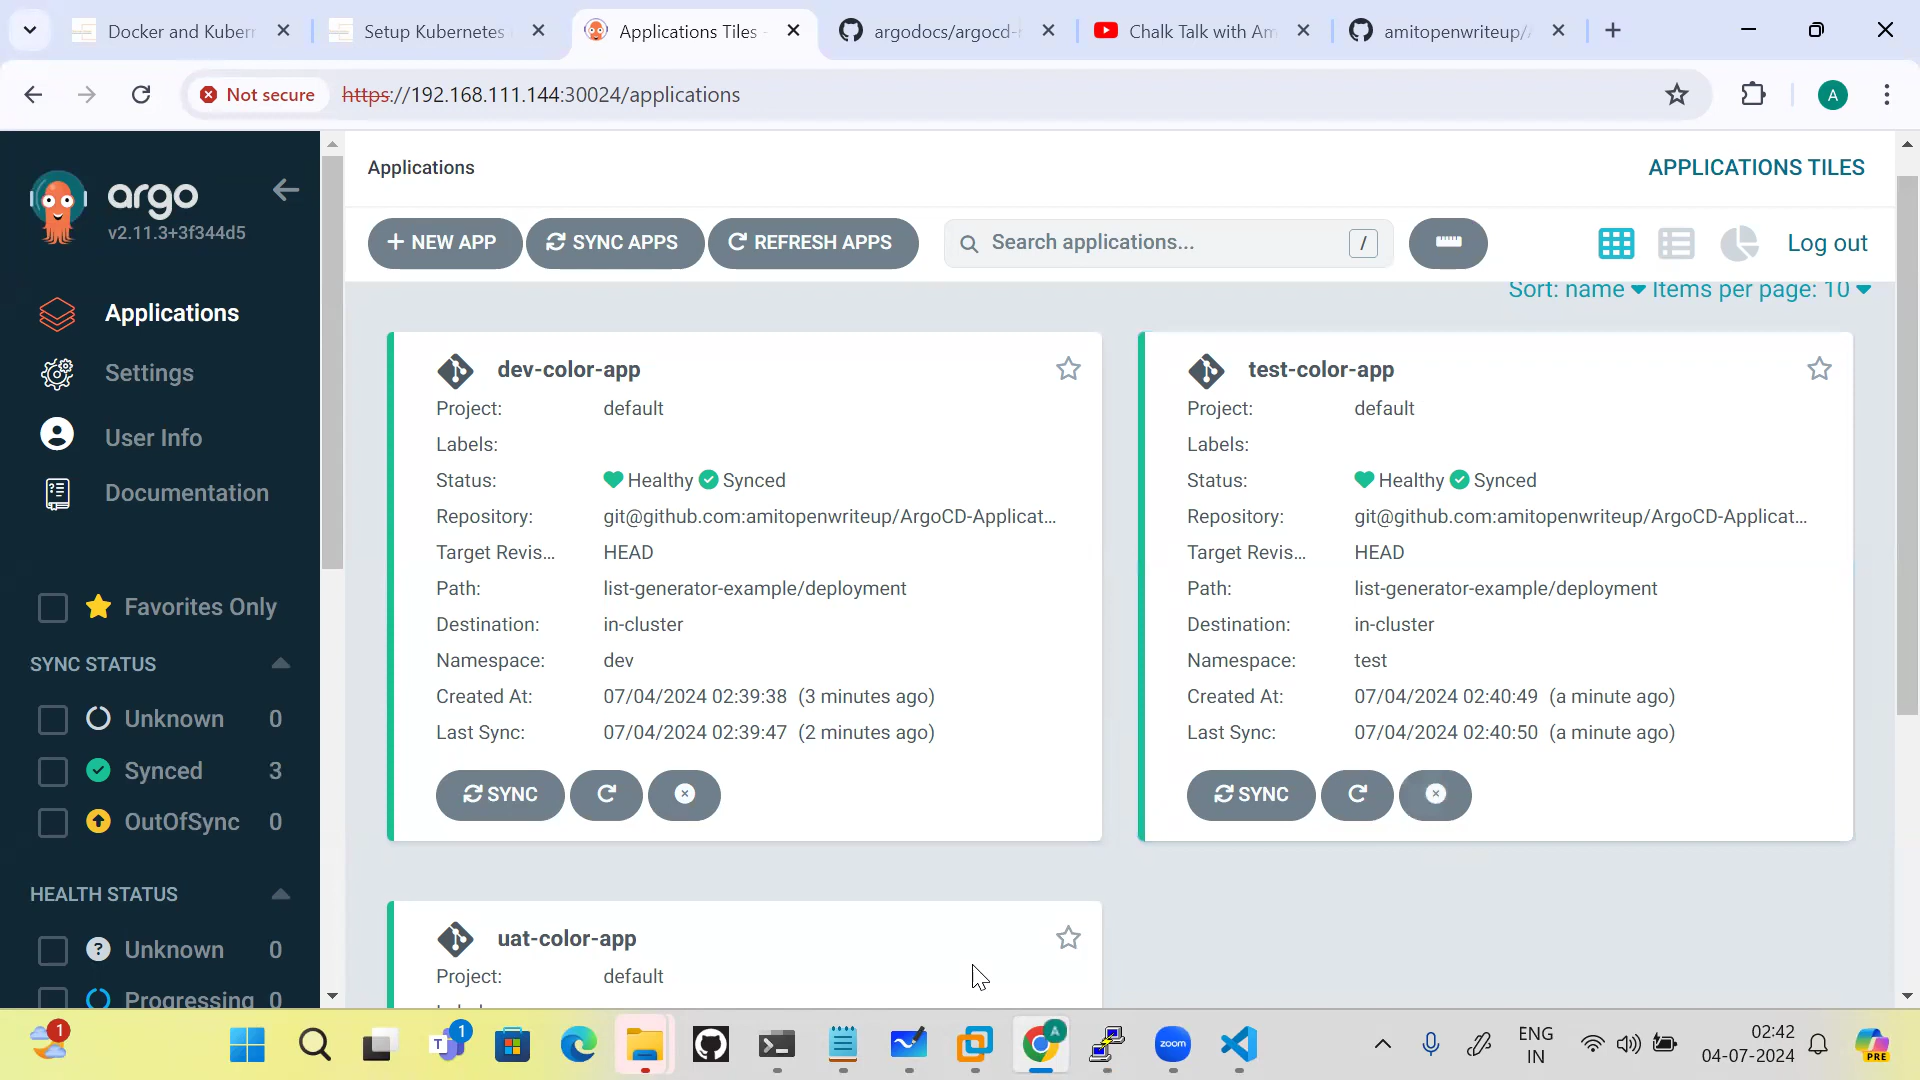 Docker and Kubern
Setup Kubernetes
Applications Tiles -
argodocs/argocd-
Chalk Talk with Am
amitopenwriteup/
Not secure
https://192.168.111.144:30024/applications
A
argo
v2.11.3+3f344d5
Applications
Settings
User Info
Documentation
Favorites Only
SYNC STATUS
Unknown 0
Synced 3
OutOfSync 0
HEALTH STATUS
Unknown 0
Progressing 0
Applications
APPLICATIONS TILES
+ NEW APP
SYNC APPS
REFRESH APPS
Search applications...
/
Log out
Sort: name Items per page: 10
dev-color-app
Project: default
Labels:
Status: Healthy Synced
Repository: git@github.com:amitopenwriteup/ArgoCD-Applicat...
Target Revis... HEAD
Path: list-generator-example/deployment
Destination: in-cluster
Namespace: dev
Created At: 07/04/2024 02:39:38 (3 minutes ago)
Last Sync: 07/04/2024 02:39:47 (2 minutes ago)
SYNC
test-color-app
Project: default
Labels:
Status: Healthy Synced
Repository: git@github.com:amitopenwriteup/ArgoCD-Applicat...
Target Revis... HEAD
Path: list-generator-example/deployment
Destination: in-cluster
Namespace: test
Created At: 07/04/2024 02:40:49 (a minute ago)
Last Sync: 07/04/2024 02:40:50 (a minute ago)
SYNC
uat-color-app
Project: default
1
T
1
A
zoom
ENG
IN
02:42
04-07-2024
PRE